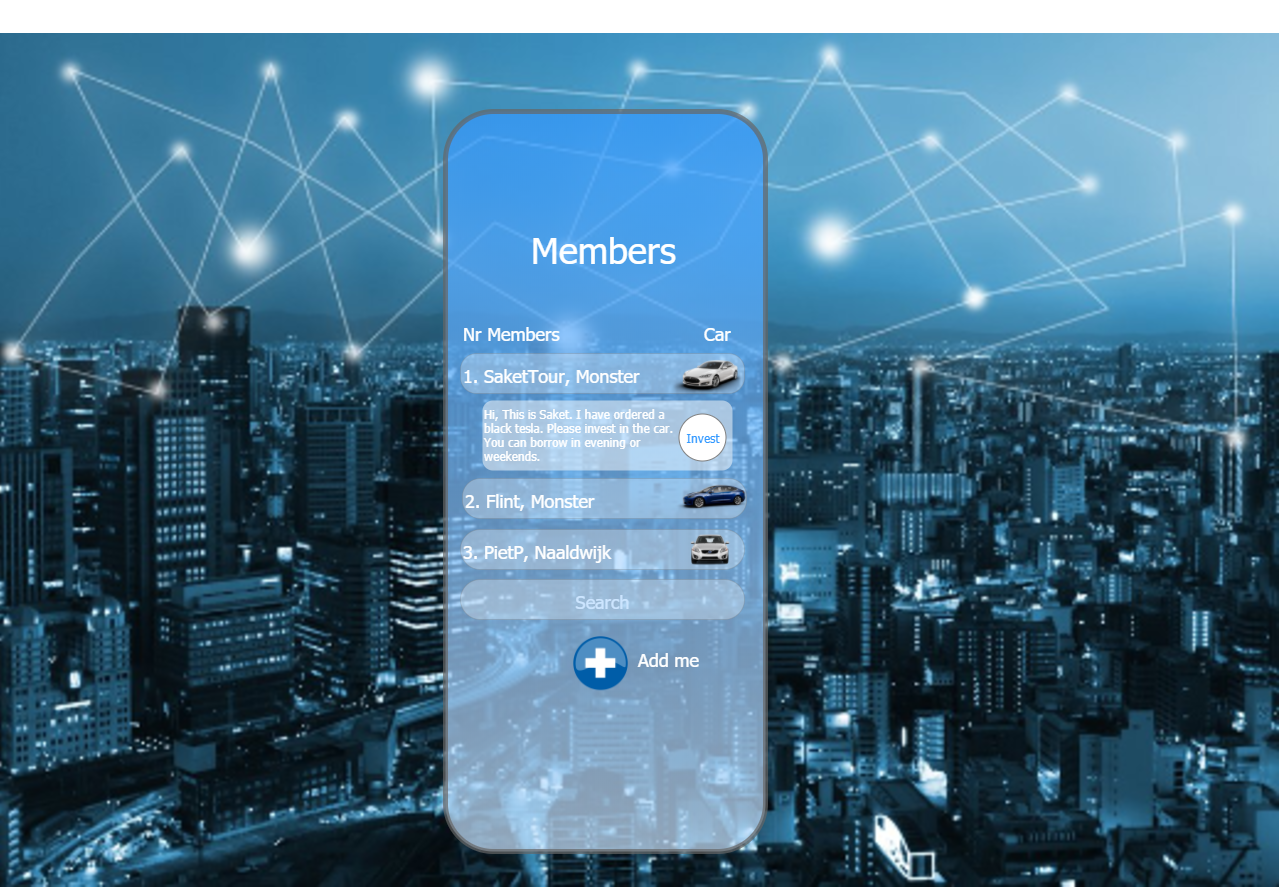 Members
Nr Members Car
1. SaketTour, Monster
Hi, This is Saket. I have ordered a
black tesla. Please invest in the car.
You can borrow in evening or
weekends.
Invest
2. Flint, Monster
3. PietP, Naaldwijk
Search
Add me